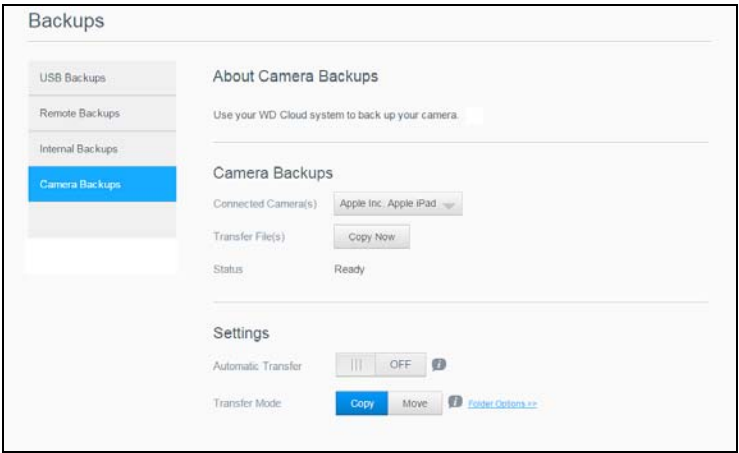 Backups
USB Backups
Remote Backups
Internal Backups
Camera Backups
About Camera Backups
Use your WD Cloud system to back up your camera.
Camera Backups
Connected Camera(s) Apple Inc. Apple iPad
Transfer File(s) Copy Now
Status Ready
Settings
Automatic Transfer OFF i
Transfer Mode Copy Move i Folder Options >>